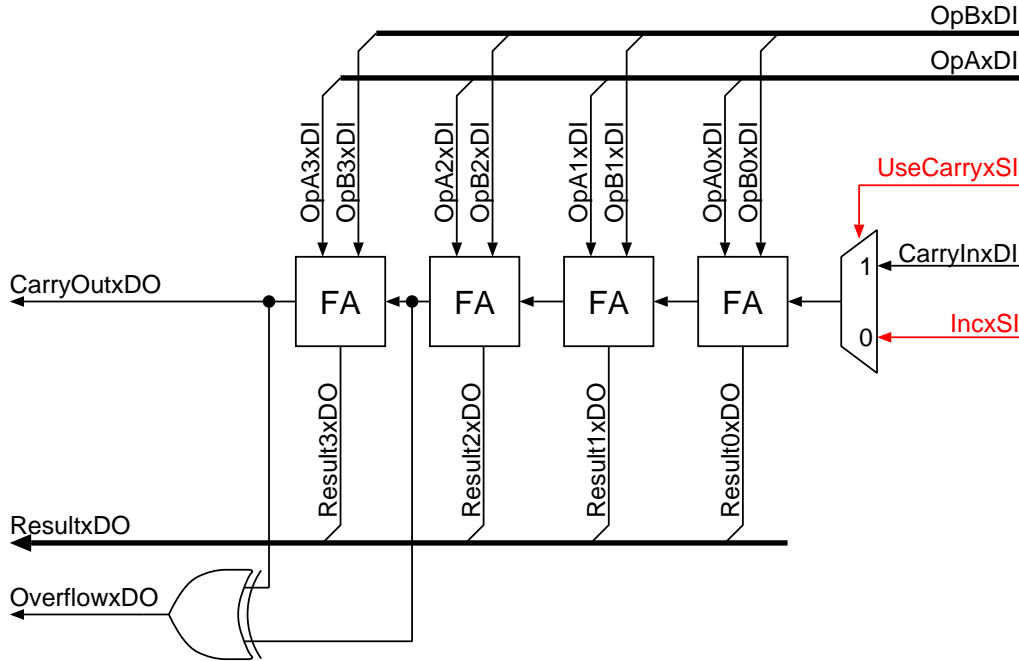 OpBxDI
OpAxDI
OpA3xDI
OpB3xDI
OpA2xDI
OpB2xDI
OpA1xDI
OpB1xDI
OpA0xDI
OpB0xDI
UseCarryxSI
CarryInxDI
1
CarryOutxDO
FA
FA
FA
FA
IncxSI
0
Result3xDO
Result2xDO
Result1xDO
Result0xDO
ResultxDO
OverflowxDO